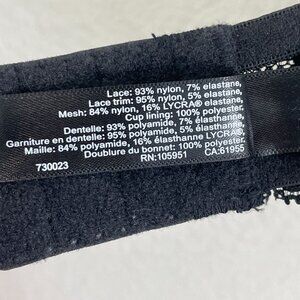 Lace: 93% nylon, 7% elastane,
Lace trim: 95% nylon, 5% elastane,
Mesh: 84% nylon, 16% LYCRA® elastane,
Cup lining: 100% polyester.
Dentelle: 93% polyamide, 7% élasthanne,
Garniture en dentelle: 95% polyamide, 5% élasthanne,
Maille: 84% polyamide, 16% élasthanne LYCRA®,
Doublure du bonnet: 100% polyester.
730023
RN:105951
CA:61955